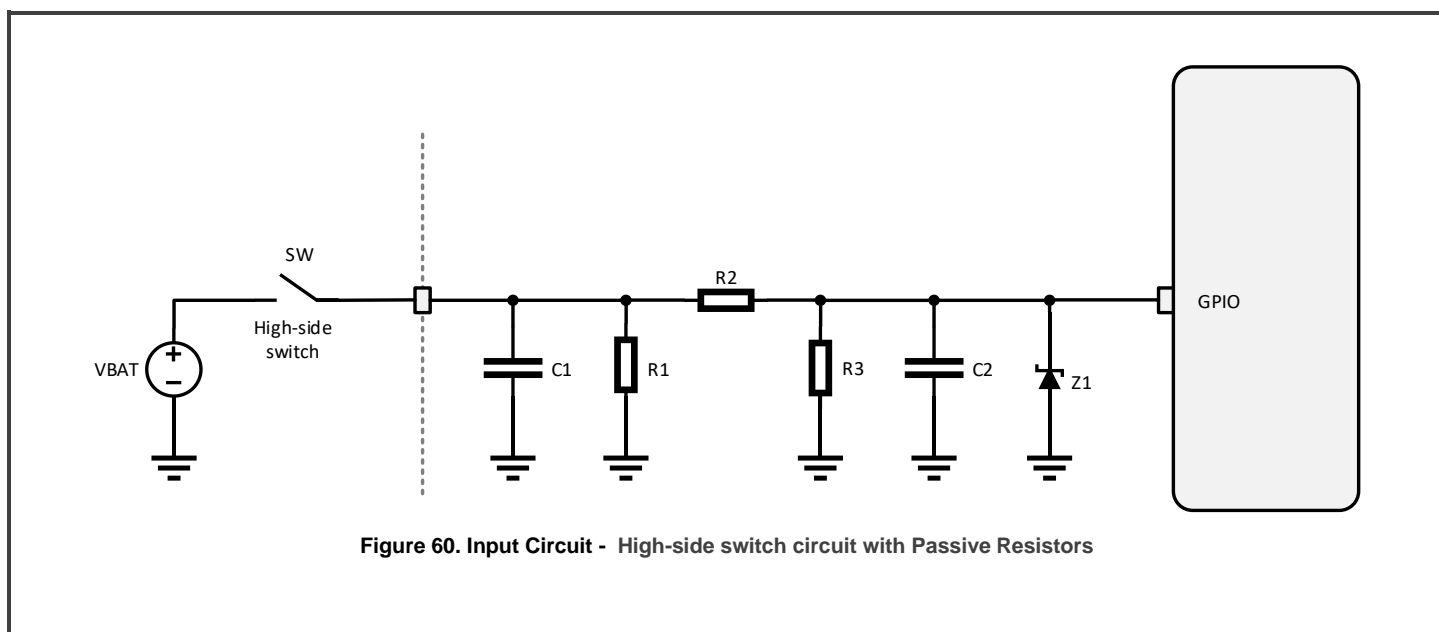 SW
High-side
switch
VBAT
+
−
C1
R1
R2
R3
C2
Z1
GPIO
Figure 60. Input Circuit - High-side switch circuit with Passive Resistors